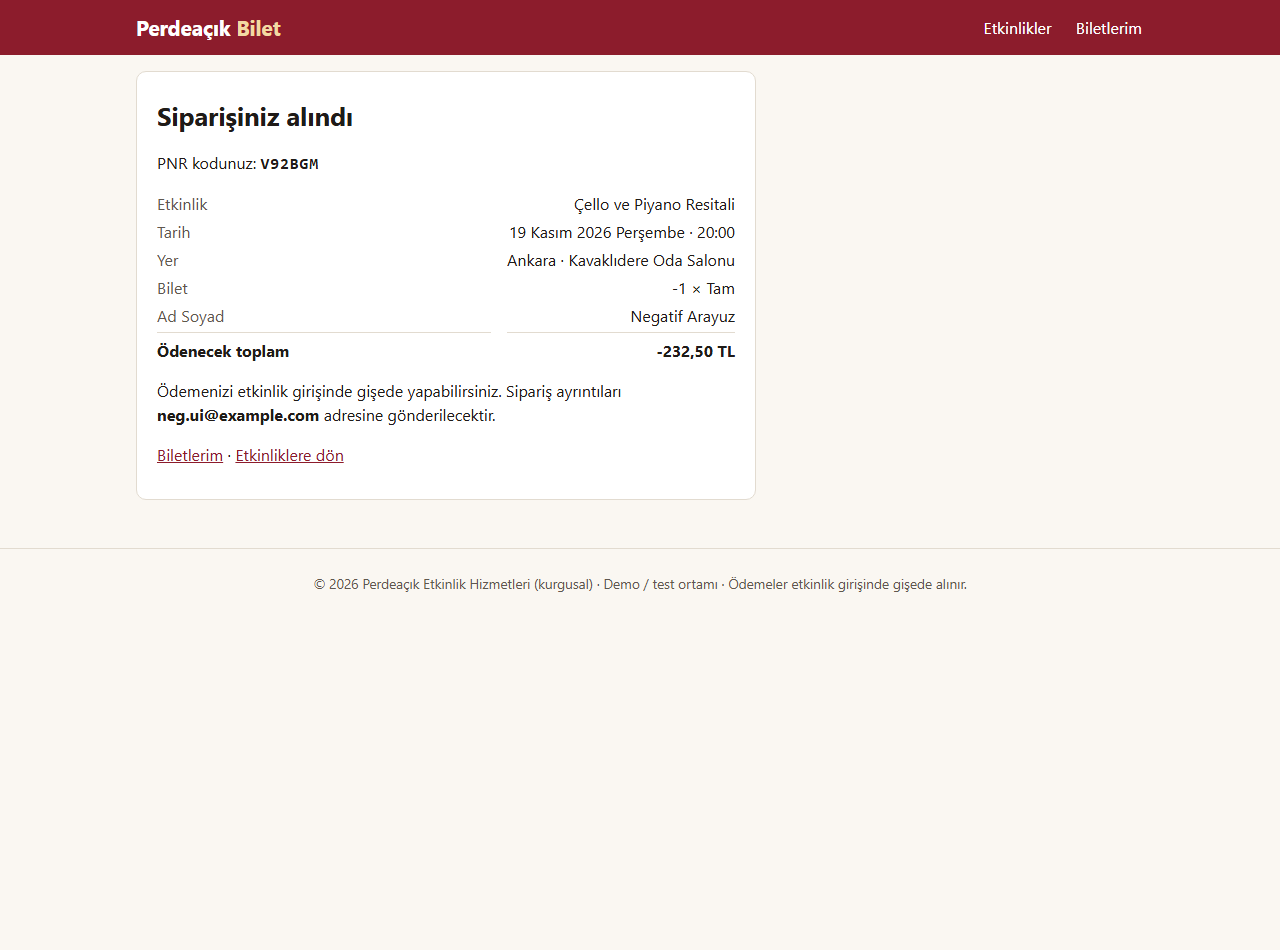 Perdeaçık Bilet
Etkinlikler
Biletlerim
Siparişiniz alındı
PNR kodunuz: V92BGM
Etkinlik Çello ve Piyano Resitali
Tarih 19 Kasım 2026 Perşembe · 20:00
Yer Ankara · Kavaklıdere Oda Salonu
Bilet -1 × Tam
Ad Soyad Negatif Arayuz
Ödenecek toplam -232,50 TL
Ödemenizi etkinlik girişinde gişede yapabilirsiniz. Sipariş ayrıntıları
neg.ui@example.com adresine gönderilecektir.
Biletlerim · Etkinliklere dön
© 2026 Perdeaçık Etkinlik Hizmetleri (kurgusal) · Demo / test ortamı · Ödemeler etkinlik girişinde gişede alınır.